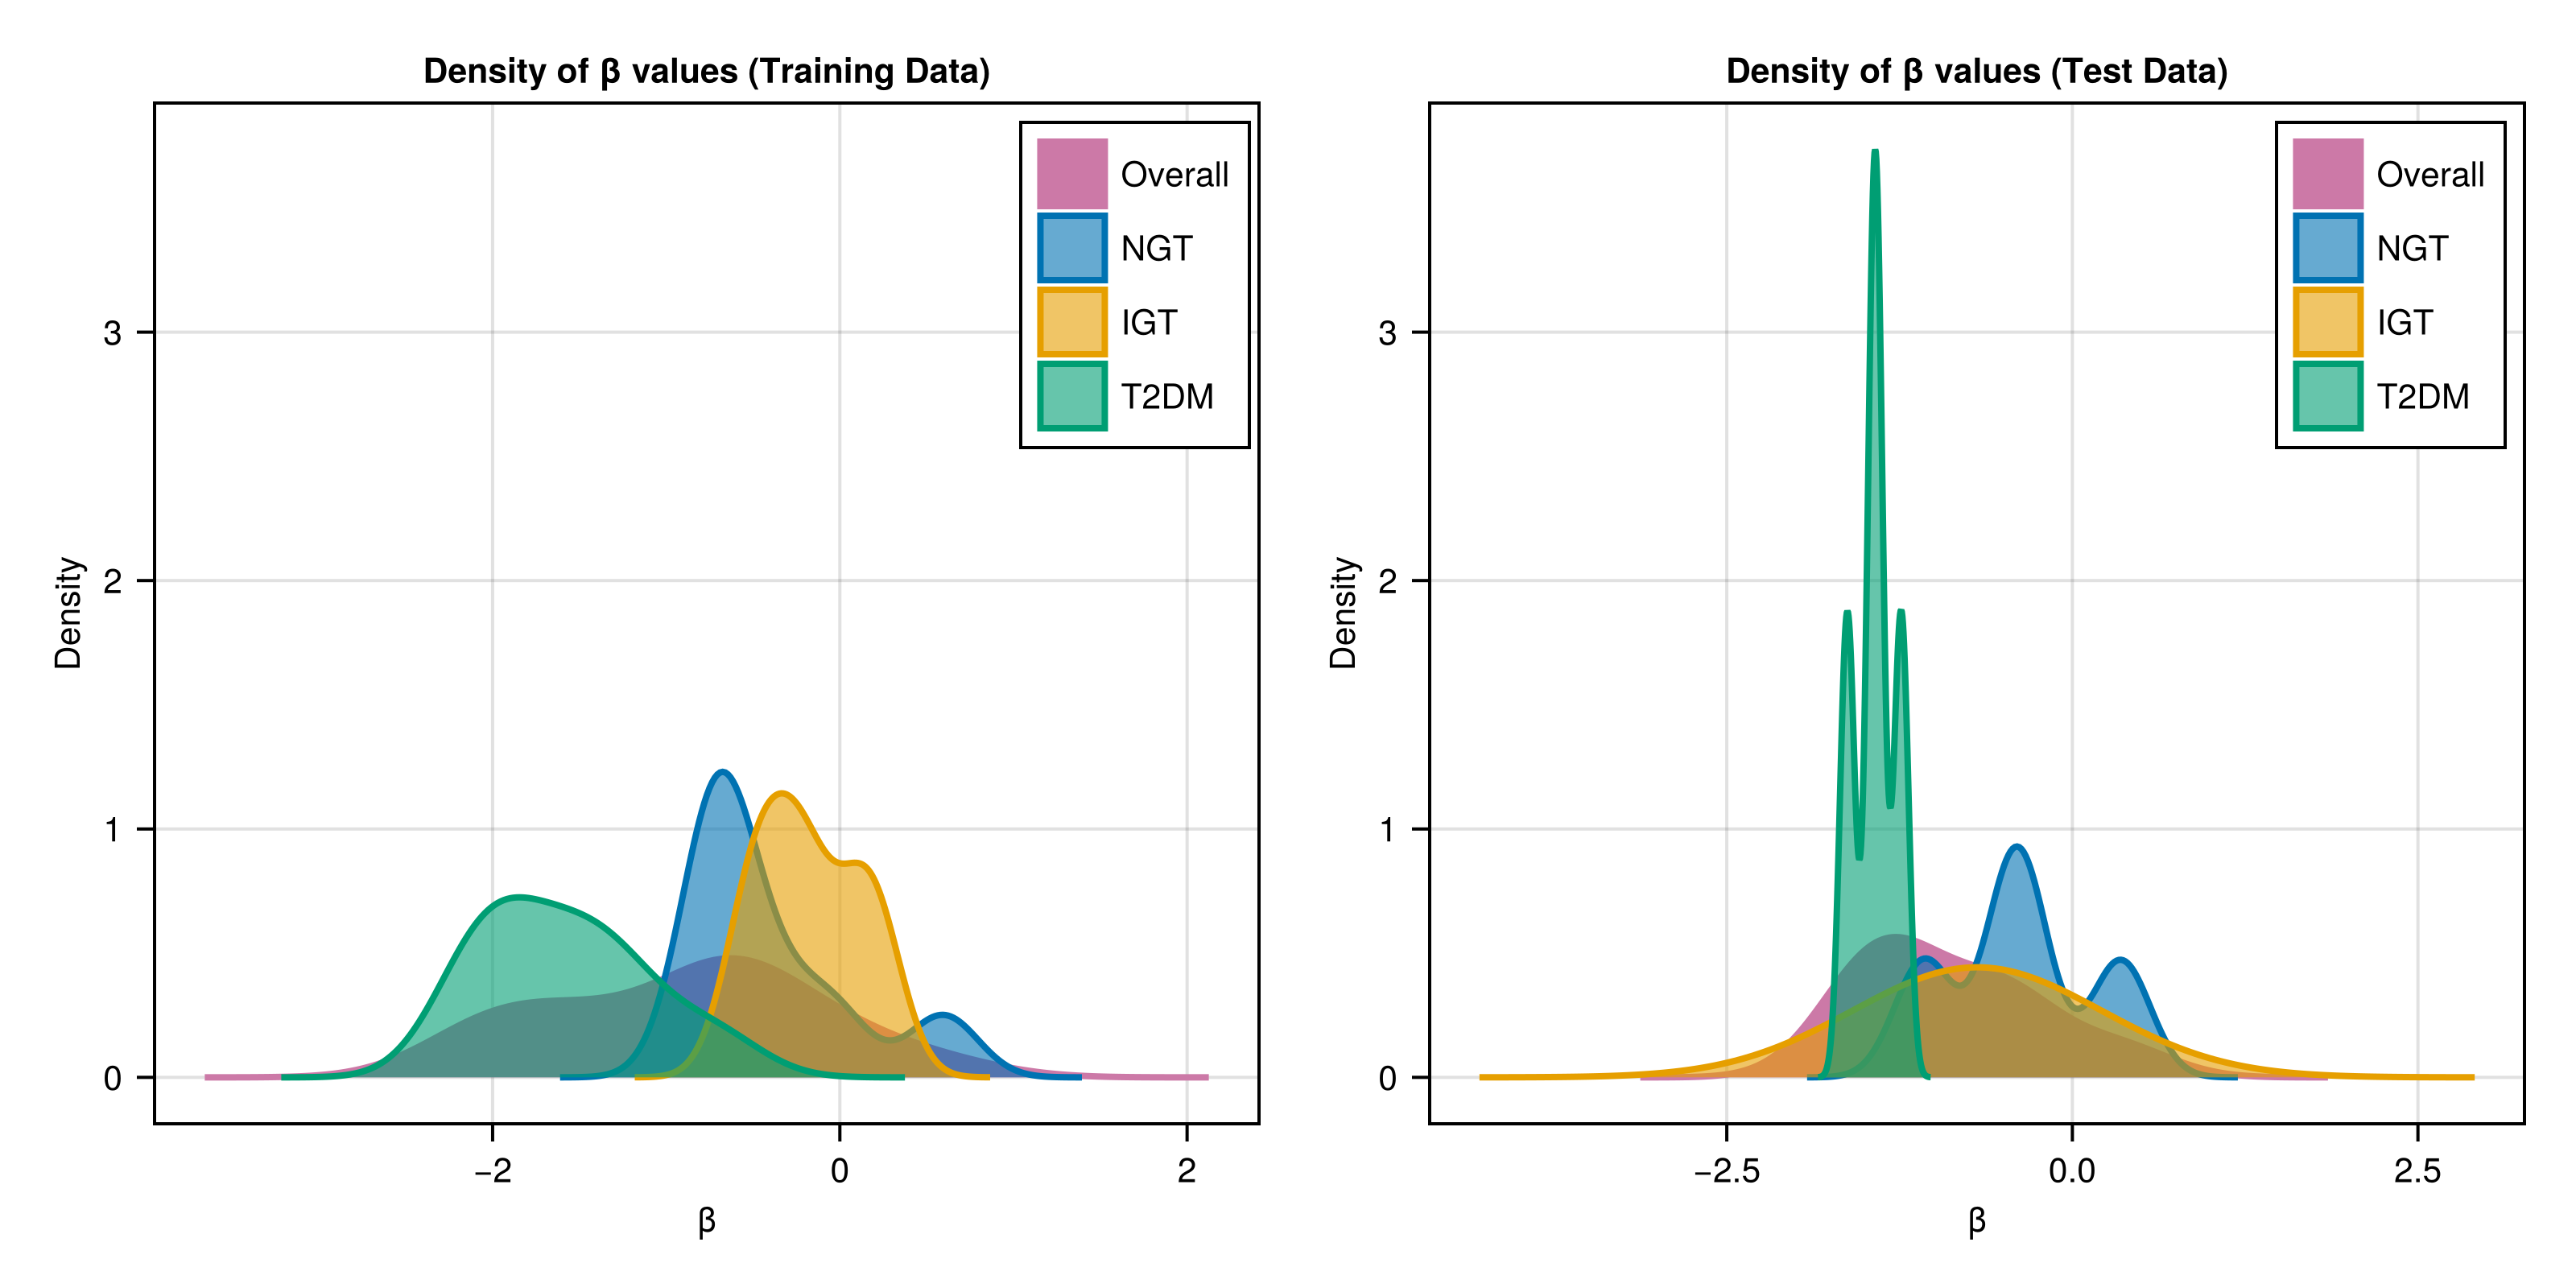 Density of β values (Training Data)
Overall
NGT
IGT
T2DM
3
2
1
0
Density
−2
0
2
β
Density of β values (Test Data)
Overall
NGT
IGT
T2DM
3
2
1
0
Density
−2.5
0.0
2.5
β